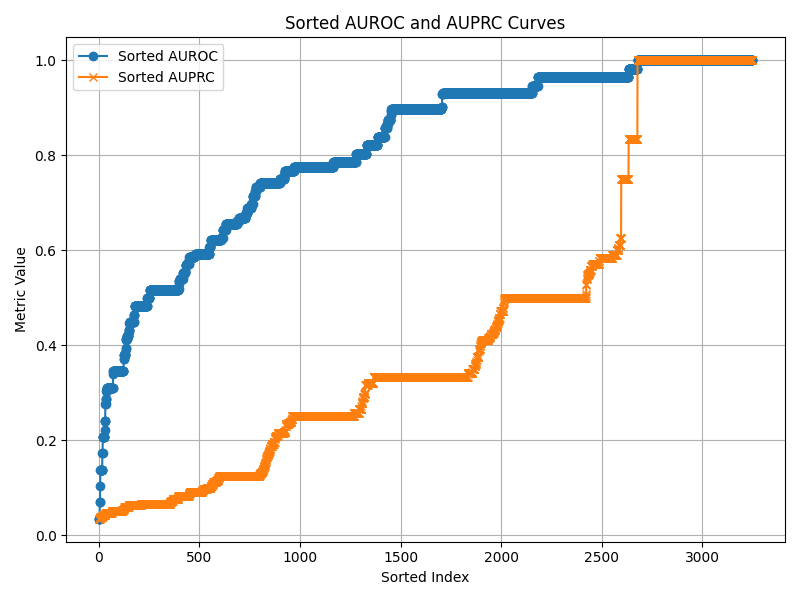 Sorted AUROC and AUPRC Curves
Sorted AUROC
Sorted AUPRC
Metric Value
1.0
0.8
0.6
0.4
0.2
0.0
0 500 1000 1500 2000 2500 3000
Sorted Index